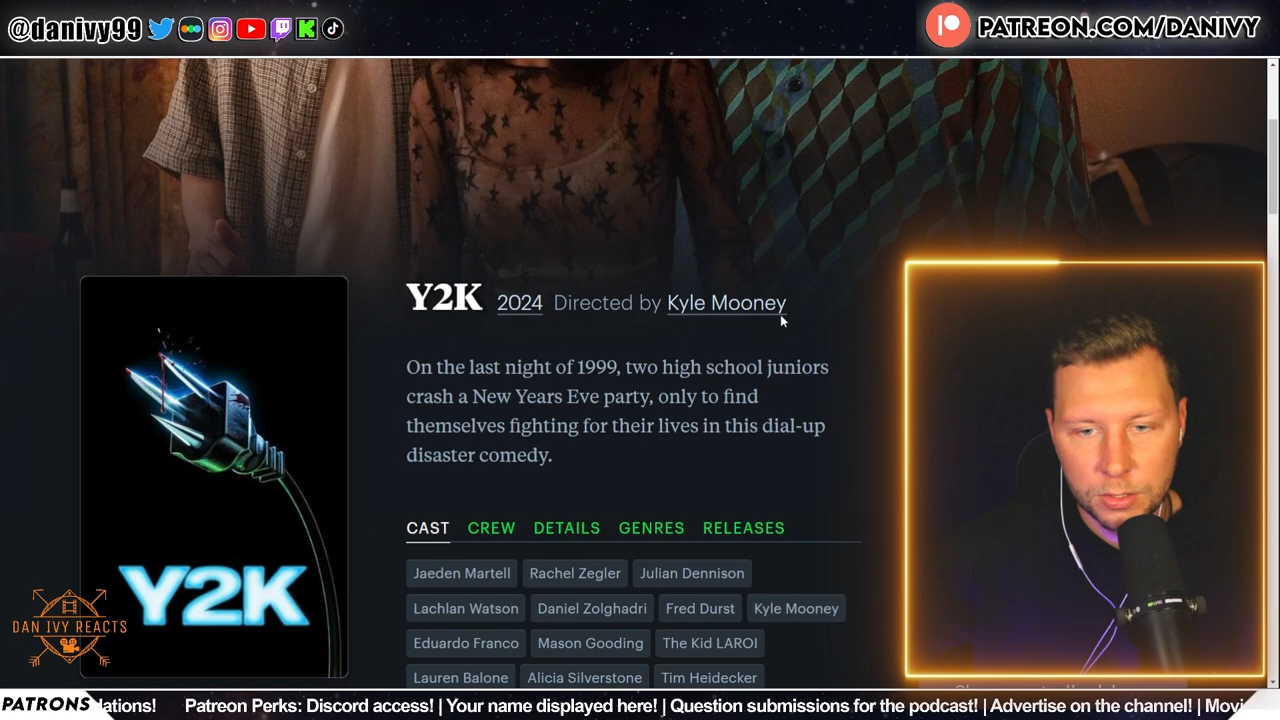 @danivy99
PATREON.COM/DANIVY
Y2K 2024 Directed by Kyle Mooney
On the last night of 1999, two high school juniors
crash a New Years Eve party, only to find
themselves fighting for their lives in this dial-up
disaster comedy.
CAST CREW DETAILS GENRES RELEASES
Jaeden Martell Rachel Zegler Julian Dennison
Lachlan Watson Daniel Zolghadri Fred Durst Kyle Mooney
Eduardo Franco Mason Gooding The Kid LAROI
Lauren Balone Alicia Silverstone Tim Heidecker
Y2K
DAN IVY REACTS
PATRONS lations! Patreon Perks: Discord access! | Your name displayed here! | Question submissions for the podcast! | Advertise on the channel! | Movi